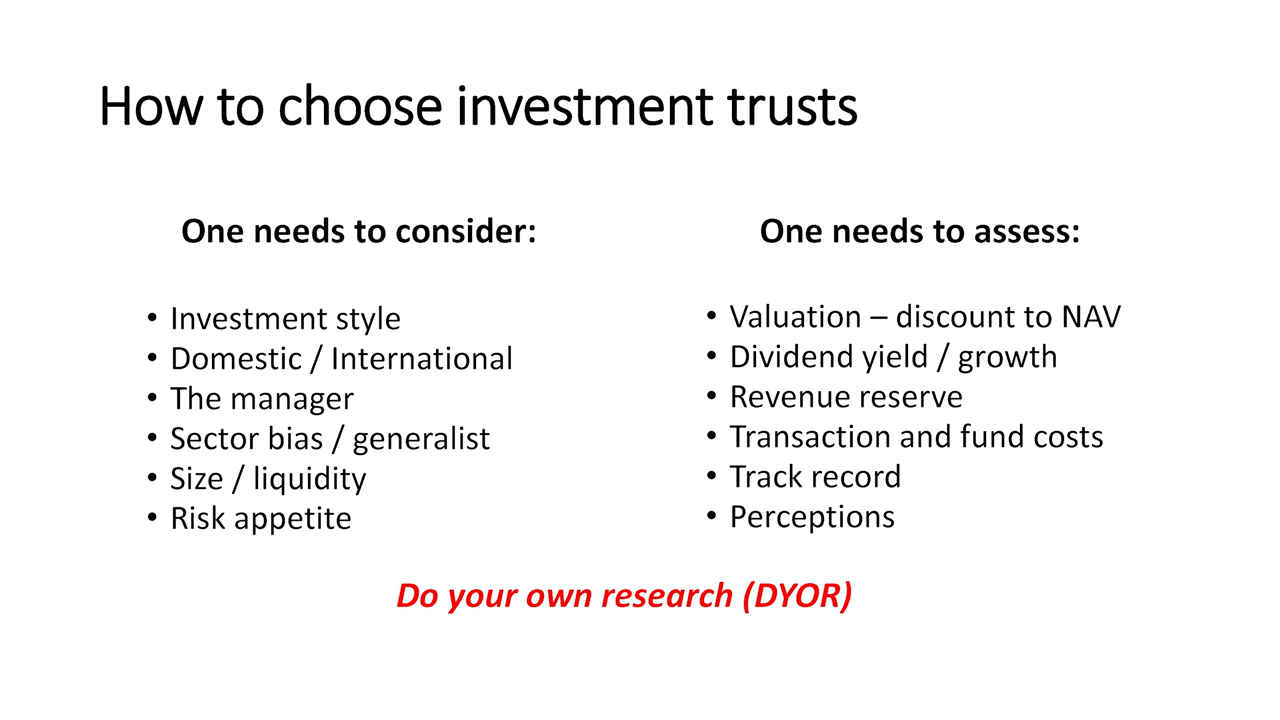 How to choose investment trusts
One needs to consider:
• Investment style
• Domestic / International
• The manager
• Sector bias / generalist
• Size / liquidity
• Risk appetite
One needs to assess:
• Valuation – discount to NAV
• Dividend yield / growth
• Revenue reserve
• Transaction and fund costs
• Track record
• Perceptions
Do your own research (DYOR)